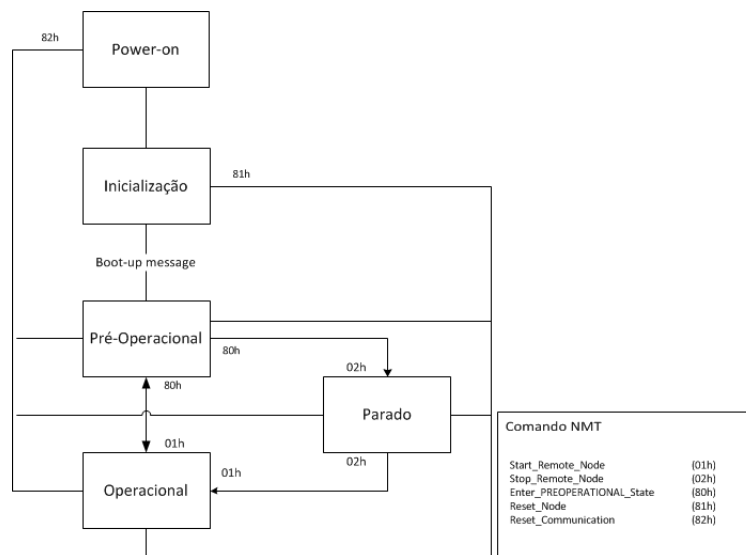 82h
Power-on
Inicialização
81h
Boot-up message
Pré-Operacional
80h
80h
02h
Parado
01h
02h
01h
Operacional
Comando NMT
Start_Remote_Node (01h)
Stop_Remote_Node (02h)
Enter_PREOPERATIONAL_State (80h)
Reset_Node (81h)
Reset_Communication (82h)